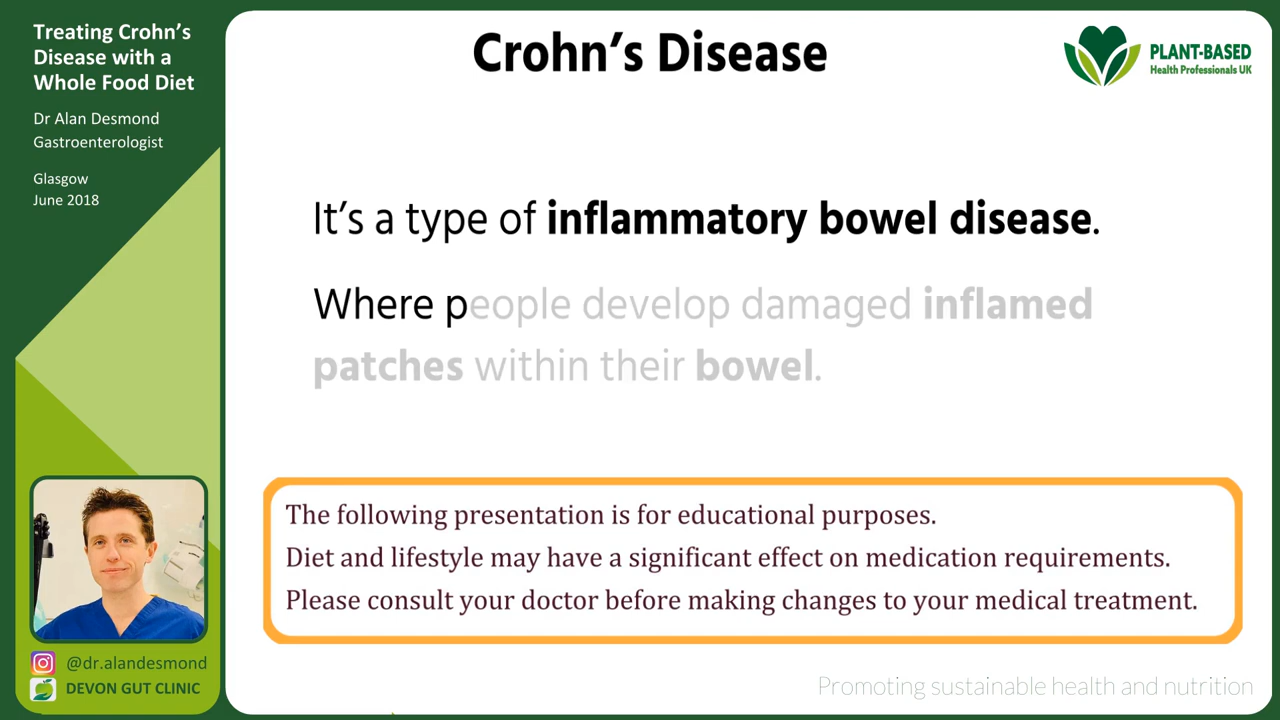 Treating Crohn's
Disease with a
Whole Food Diet
Dr Alan Desmond
Gastroenterologist
Glasgow
June 2018
@dr.alandesmond
DEVON GUT CLINIC
Crohn's Disease
PLANT-BASED
Health Professionals UK
It's a type of inflammatory bowel disease.
Where people develop damaged inflamed
patches within their bowel.
The following presentation is for educational purposes.
Diet and lifestyle may have a significant effect on medication requirements.
Please consult your doctor before making changes to your medical treatment.
Promoting sustainable health and nutrition